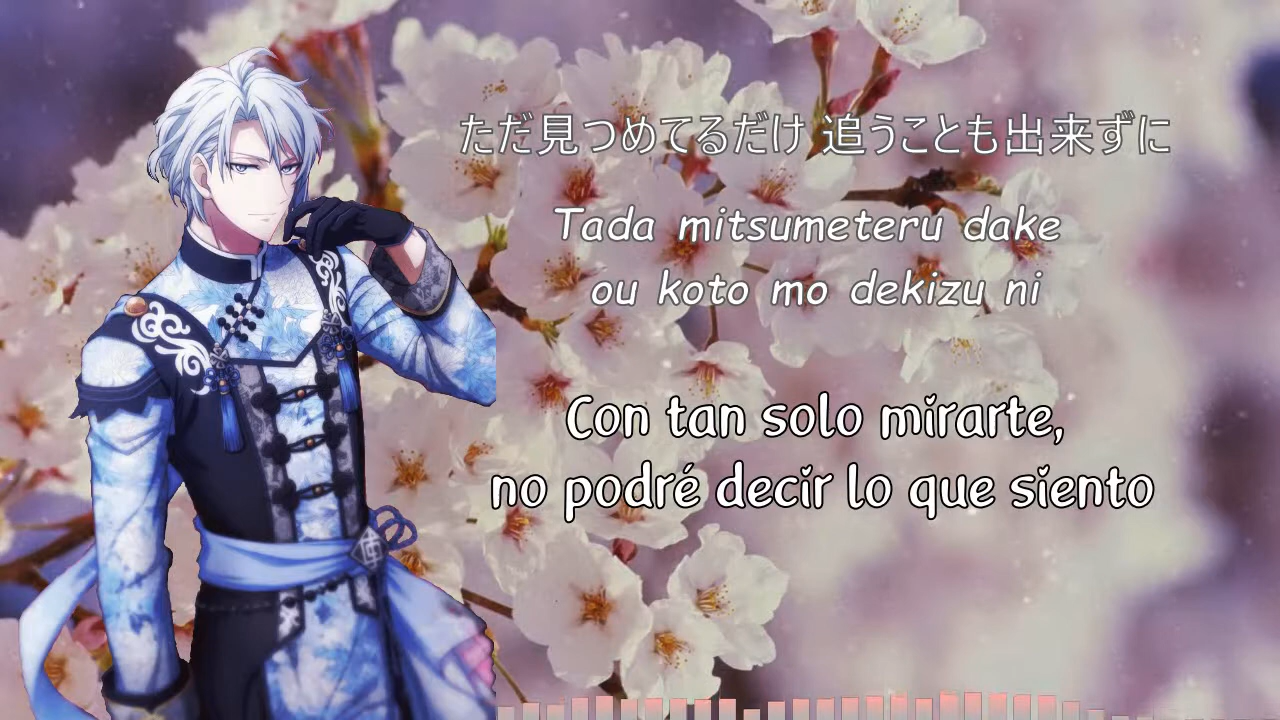 ただ見つめてるだけ 追うことも出来ずに
Tada mitsumeteru dake
ou koto mo dekizu ni
Con tan solo mirarte,
no podré decir lo que siento